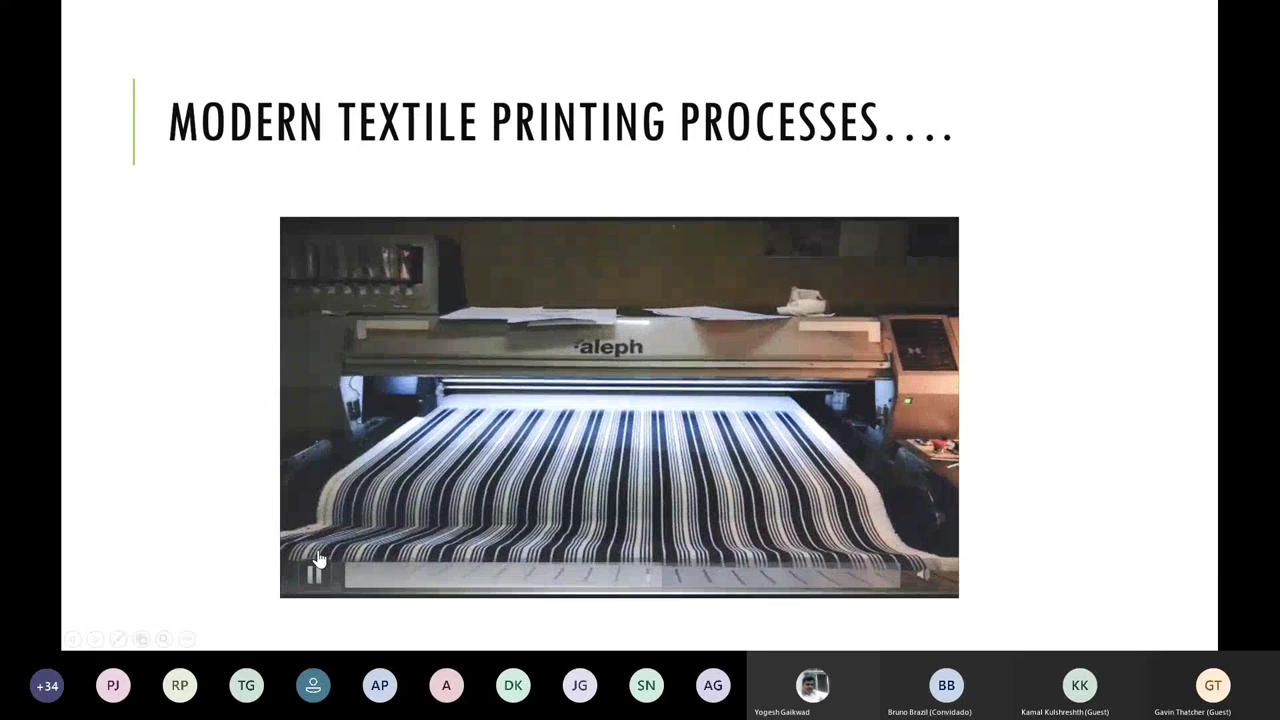 MODERN TEXTILE PRINTING PROCESSES....
aleph
+34
PJ
RP
TG
AP
A
DK
JG
SN
AG
BB
KK
GT
Yogesh Gaikwad
Bruno Brazil (Convidado)
Kamal Kulshreshth (Guest)
Gavin Thatcher (Guest)